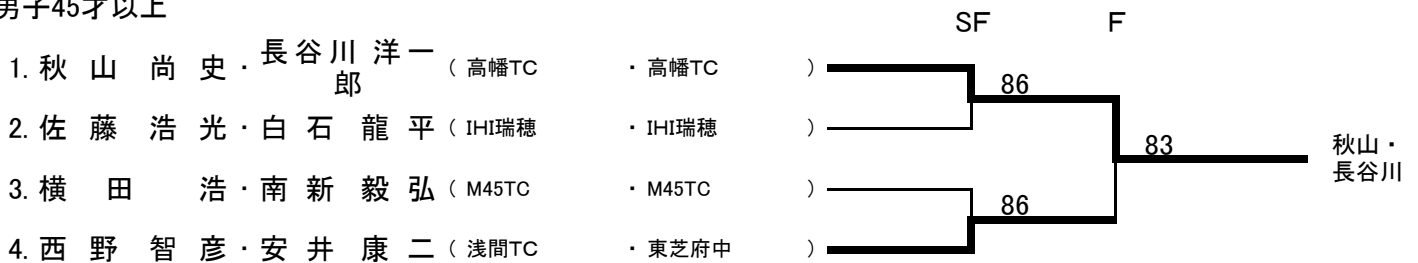 男子45才以上
SF F
1. 秋 山 尚 史 ・ 長谷川 洋一郎 ( 高幡TC ・ 高幡TC )
86
2. 佐 藤 浩 光 ・ 白 石 龍 平 ( IHI瑞穂 ・ IHI瑞穂 )
83 秋山・
長谷川
3. 横 田 浩 ・ 南 新 毅 弘 ( M45TC ・ M45TC )
86
4. 西 野 智 彦 ・ 安 井 康 二 ( 浅間TC ・ 東芝府中 )